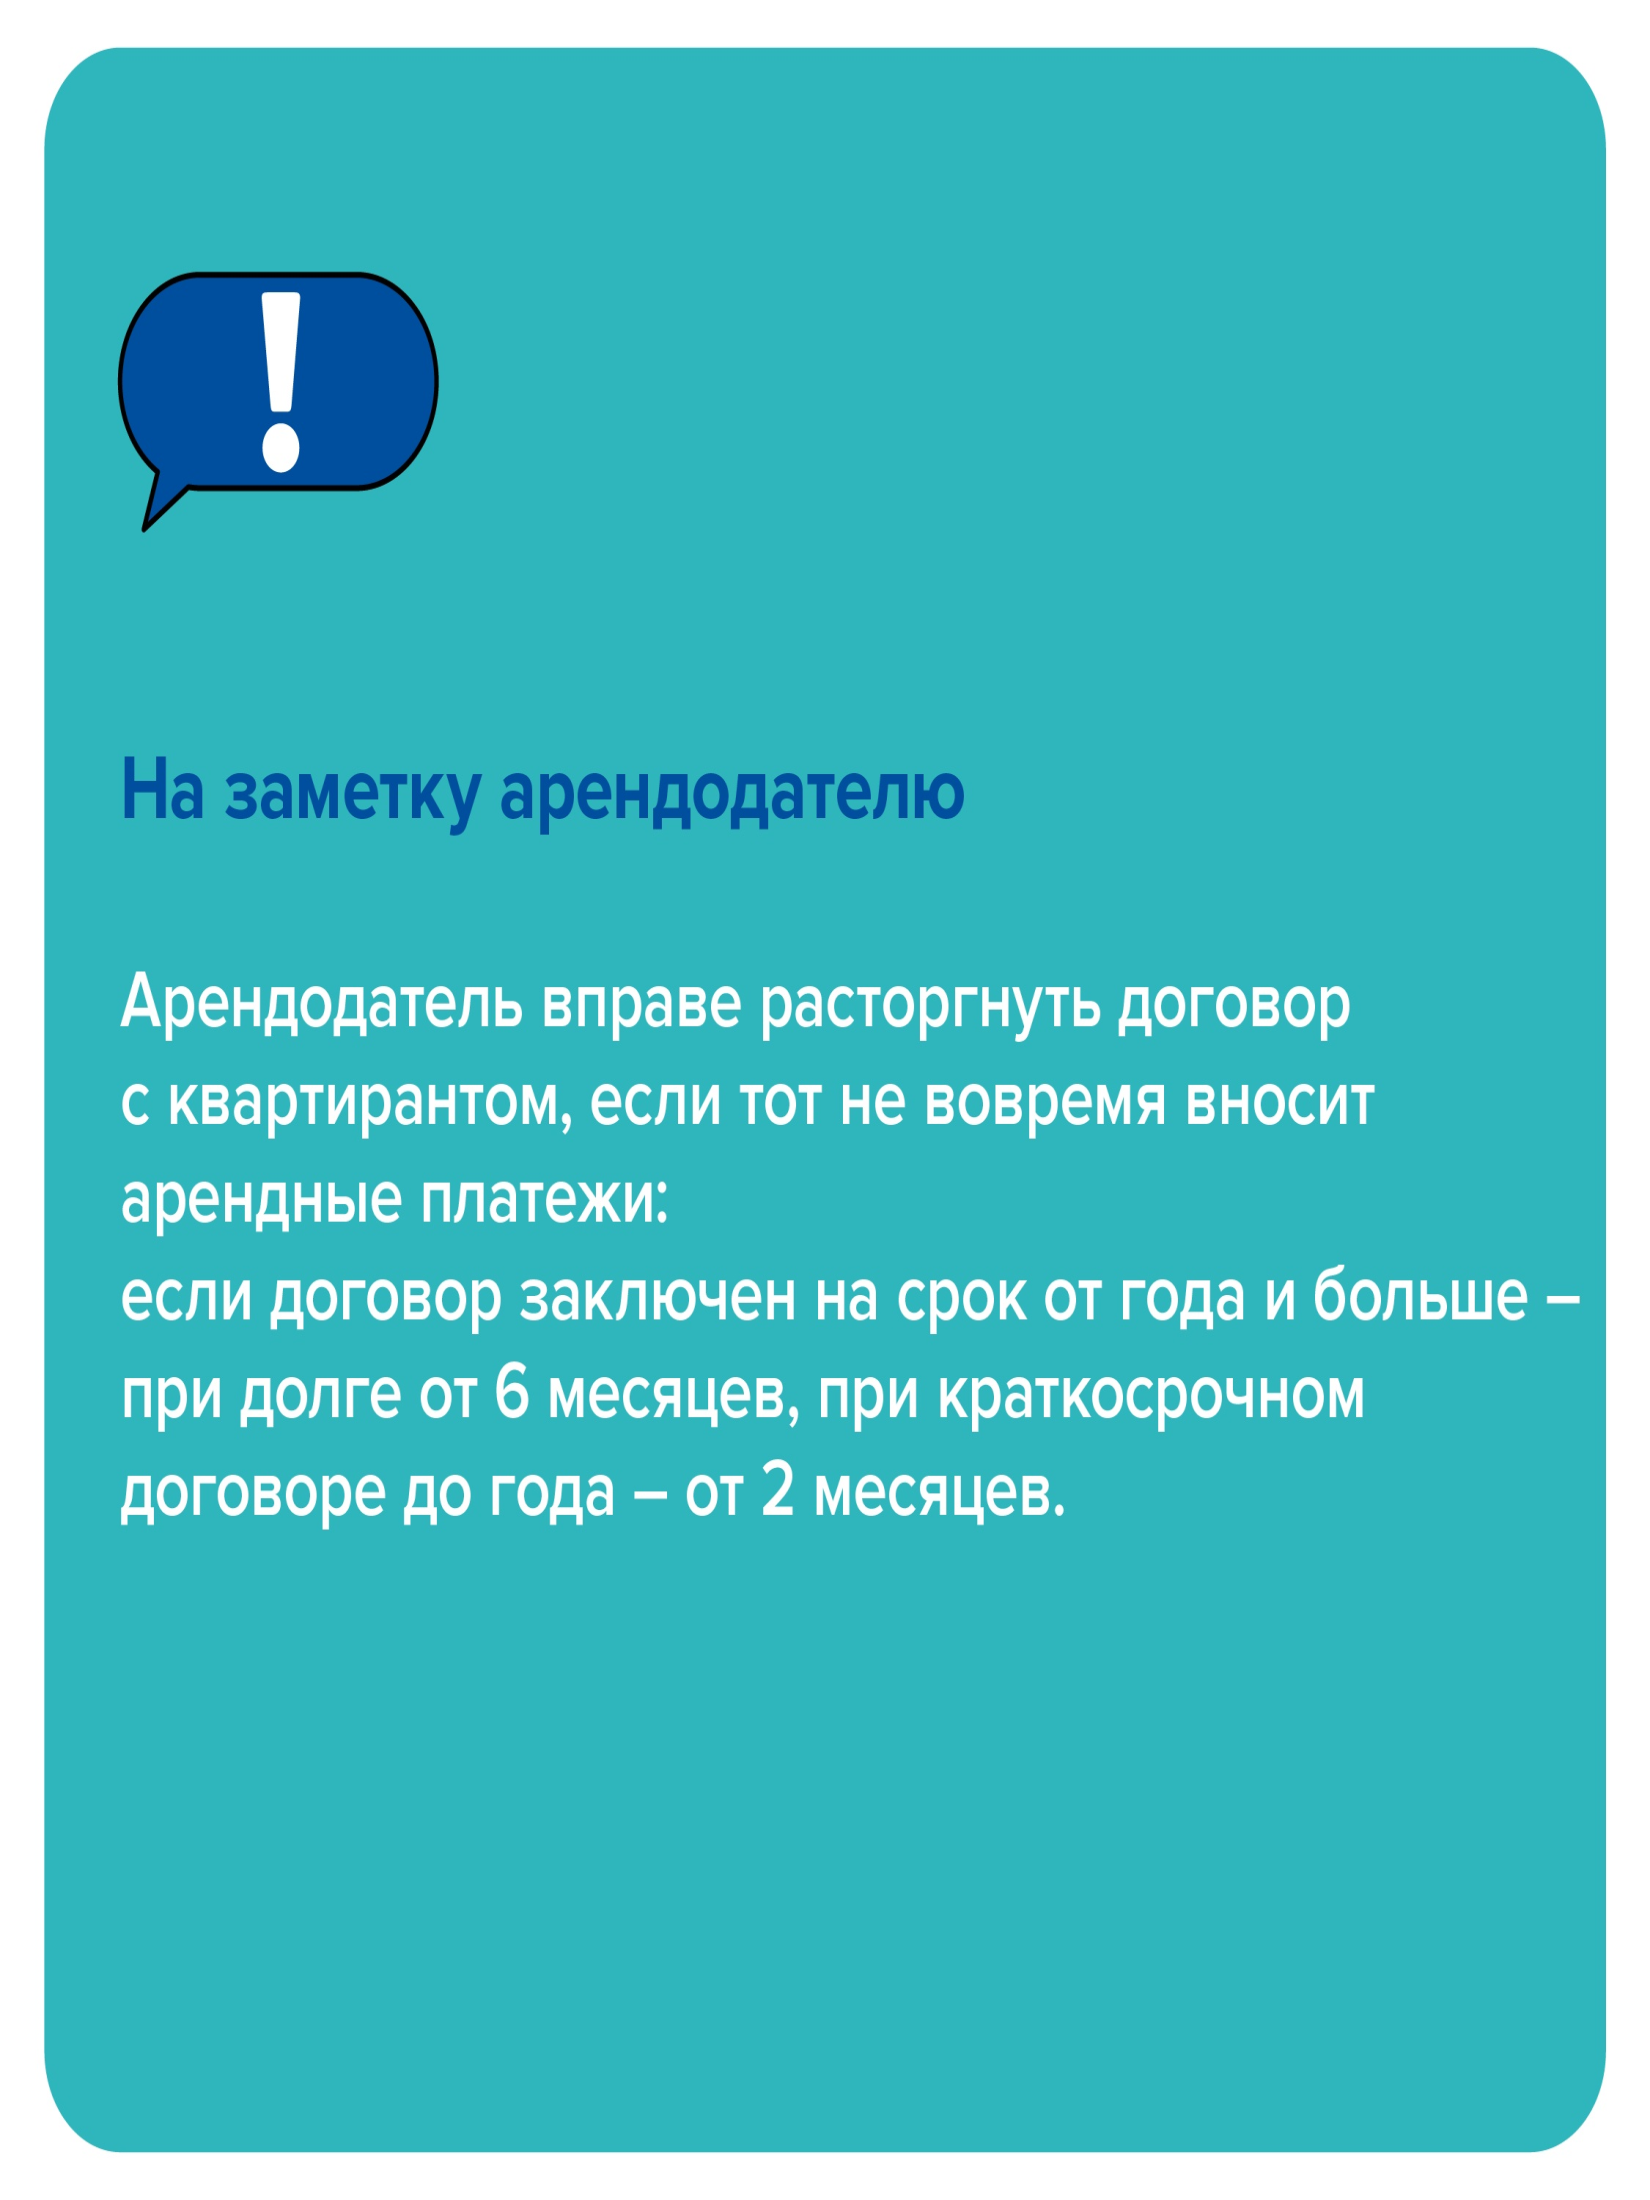 !
На заметку арендодателю
Арендодатель вправе расторгнуть договор
с квартирантом, если тот не вовремя вносит
арендные платежи:
если договор заключен на срок от года и больше –
при долге от 6 месяцев, при краткосрочном
договоре до года – от 2 месяцев.